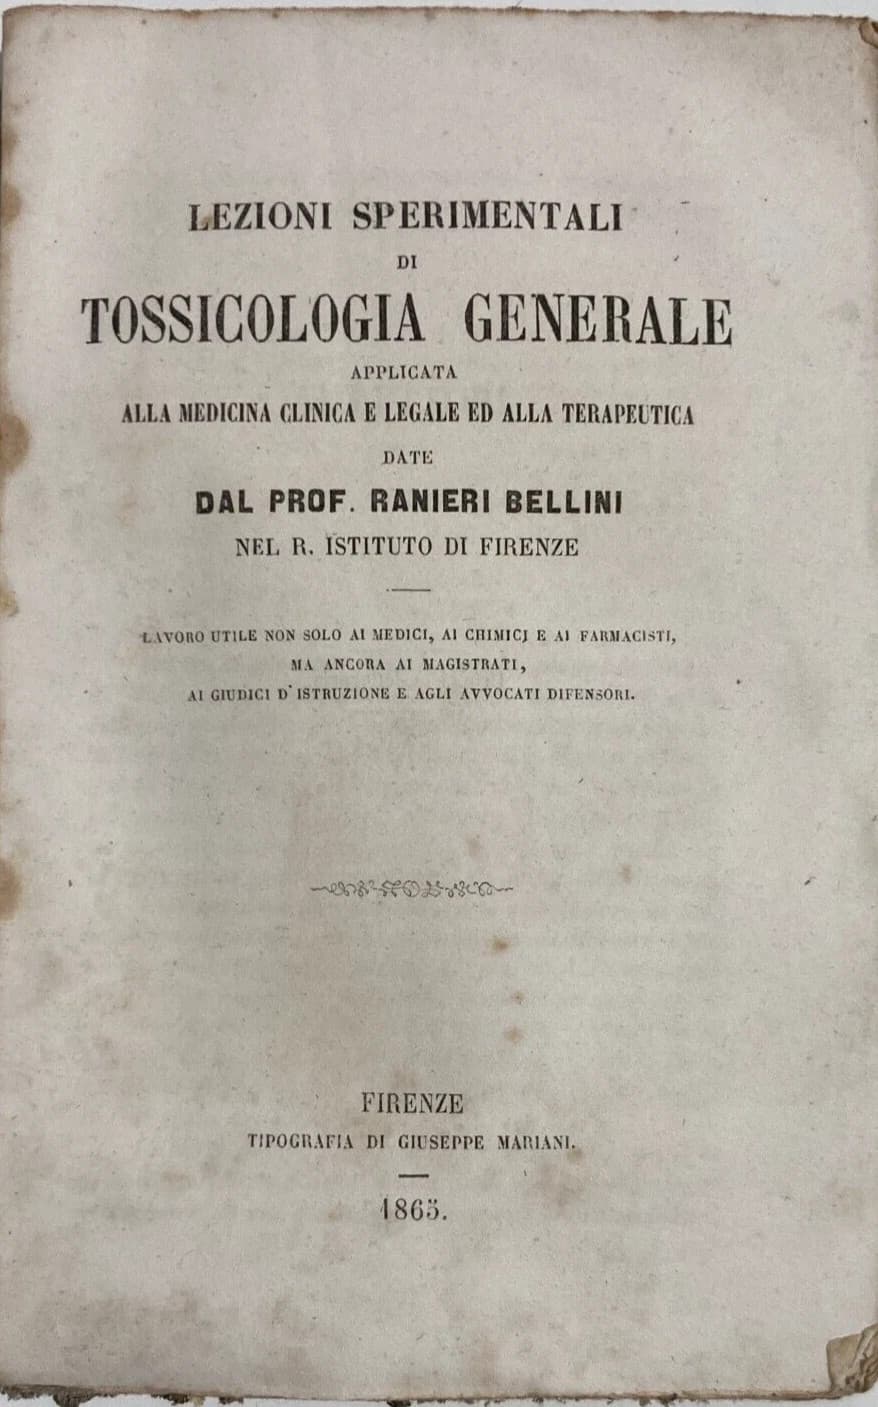 LEZIONI SPERIMENTALI
DI
TOSSICOLOGIA GENERALE
APPLICATA
ALLA MEDICINA CLINICA E LEGALE ED ALLA TERAPEUTICA
DATE
DAL PROF. RANIERI BELLINI
NEL R. ISTITUTO DI FIRENZE
LAVORO UTILE NON SOLO AI MEDICI, AI CHIMICI E AI FARMACISTI,
MA ANCORA AI MAGISTRATI,
AI GIUDICI D'ISTRUZIONE E AGLI AVVOCATI DIFENSORI.
FIRENZE
TIPOGRAFIA DI GIUSEPPE MARIANI.
1865.